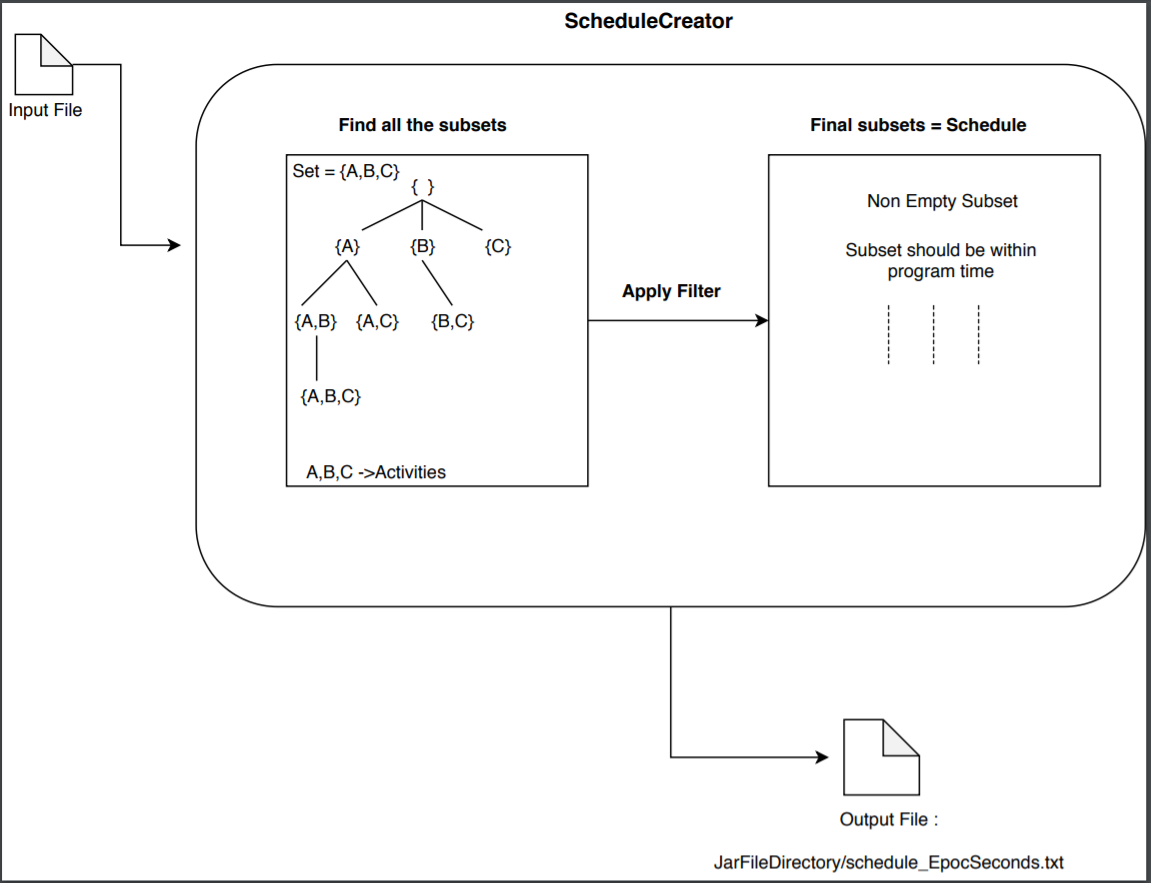 ScheduleCreator
Input File
Find all the subsets
Set = {A,B,C}
{ }
{A} {B} {C}
{A,B} {A,C} {B,C}
{A,B,C}
A,B,C ->Activities
Apply Filter
Final subsets = Schedule
Non Empty Subset
Subset should be within
program time
Output File :
JarFileDirectory/schedule_EpocSeconds.txt